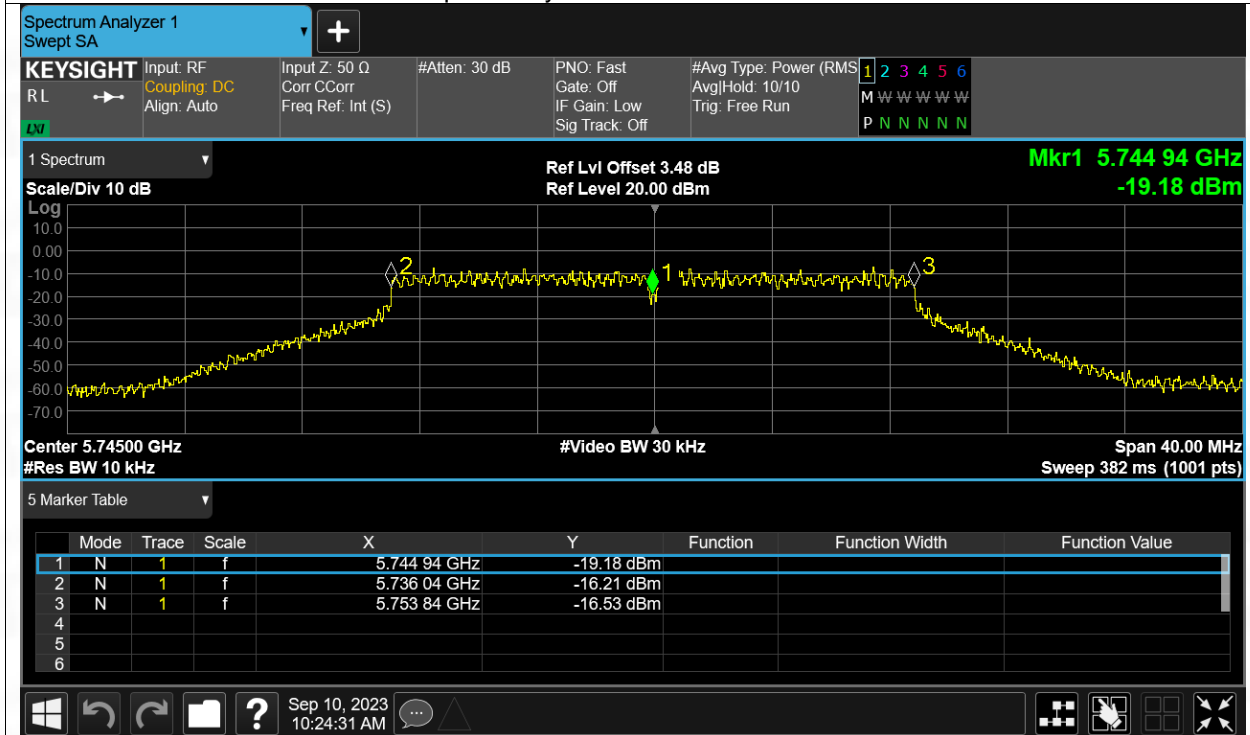 Spectrum Analyzer 1
Swept SA
+
KEYSIGHT Input: RF Input Z: 50 Ω #Atten: 30 dB PNO: Fast #Avg Type: Power (RMS 1 2 3 4 5 6
RL Coupling: DC Corr CCorr Gate: Off Avg|Hold: 10/10 M W W W W W
Align: Auto Freq Ref: Int (S) IF Gain: Low Trig: Free Run
LXI Sig Track: Off P N N N N N
1 Spectrum
Ref Lvl Offset 3.48 dB Mkr1 5.744 94 GHz
Scale/Div 10 dB Ref Level 20.00 dBm -19.18 dBm
Log
10.0
0.00
-10.0
-20.0
-30.0
-40.0
-50.0
-60.0
-70.0
2 1 3
Center 5.74500 GHz #Video BW 30 kHz Span 40.00 MHz
#Res BW 10 kHz Sweep 382 ms (1001 pts)
5 Marker Table
Mode Trace Scale X Y Function Function Width Function Value
1 N 1 f 5.744 94 GHz -19.18 dBm
2 N 1 f 5.736 04 GHz -16.21 dBm
3 N 1 f 5.753 84 GHz -16.53 dBm
4
5
6
? Sep 10, 2023
10:24:31 AM